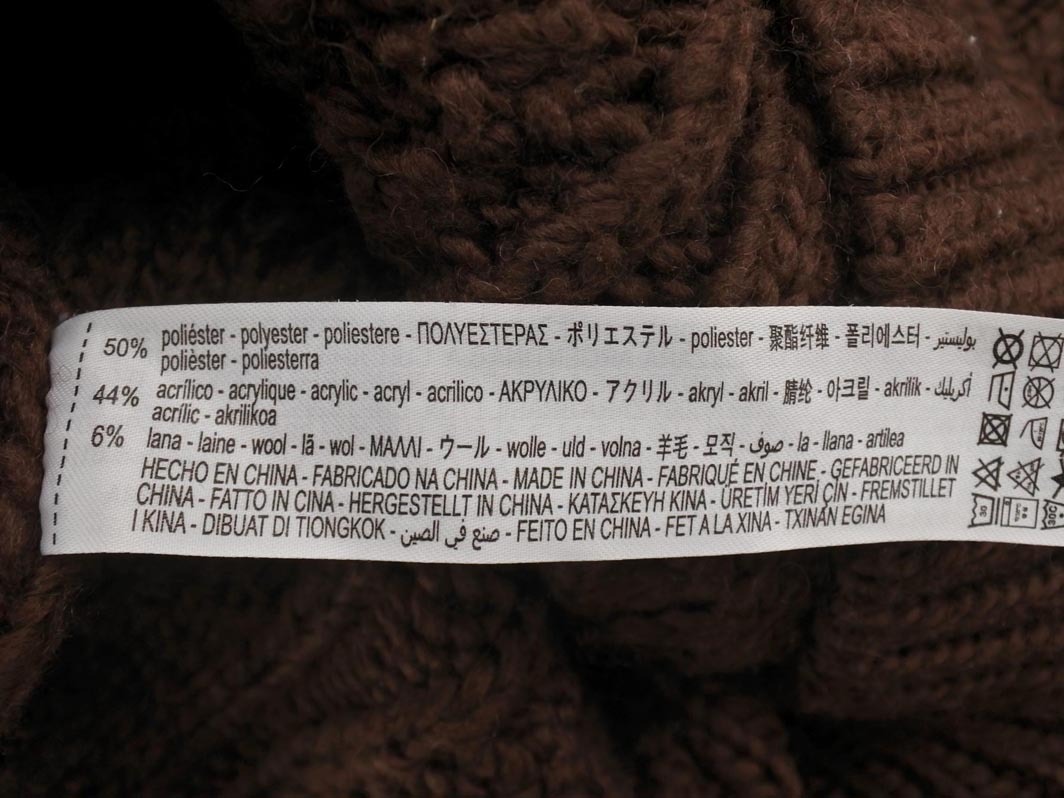 50% poliéster - polyester - poliestere - ΠΟΛΥΕΣΤΕΡΑΣ - ポリエステル - poliester - 聚酯纤维 - 폴리에스터 - بوليستير
polièster - poliesterra
44% acrílico - acrylique - acrylic - acryl - acrilico - ΑΚΡΥΛΙΚΟ - アクリル - akryl - akril - 腈纶 - 아크릴 - akrilik - أكريليك
acrílic - akrilikoa
6% lana - laine - wool - lã - wol - ΜΑΛΛΙ - ウール - wolle - uld - volna - 羊毛 - 모직 - صوف - la - llana - artilea
HECHO EN CHINA - FABRICADO NA CHINA - MADE IN CHINA - FABRIQUÉ EN CHINE - GEFABRICEERD IN
CHINA - FATTO IN CINA - HERGESTELLT IN CHINA - ΚΑΤΑΣΚΕΥΗ ΚΙΝΑ - ÜRETİM YERİ ÇİN - FREMSTILLET
I KINA - DIBUAT DI TIONGKOK - صنع في الصين - FEITO EN CHINA - FET A LA XINA - TXINAN EGINA